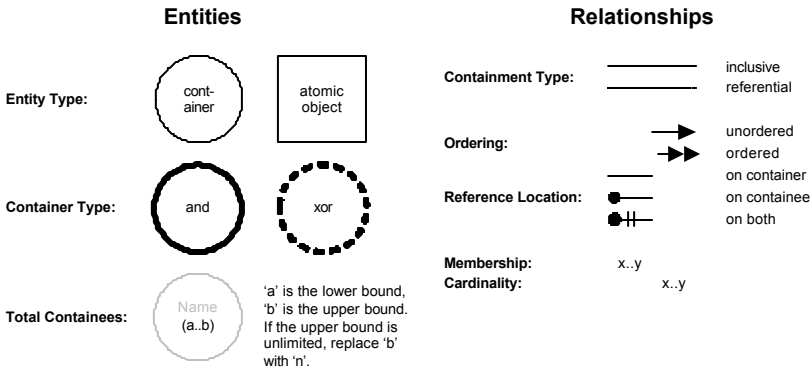 Entities
Entity Type:
cont-
ainer
atomic
object
Container Type:
and
xor
Total Containees:
Name
(a..b)
'a' is the lower bound,
'b' is the upper bound.
If the upper bound is
unlimited, replace 'b'
with 'n'.
Relationships
Containment Type:
inclusive
referential
Ordering:
unordered
ordered
Reference Location:
on container
on containee
on both
Membership:
x..y
Cardinality:
x..y